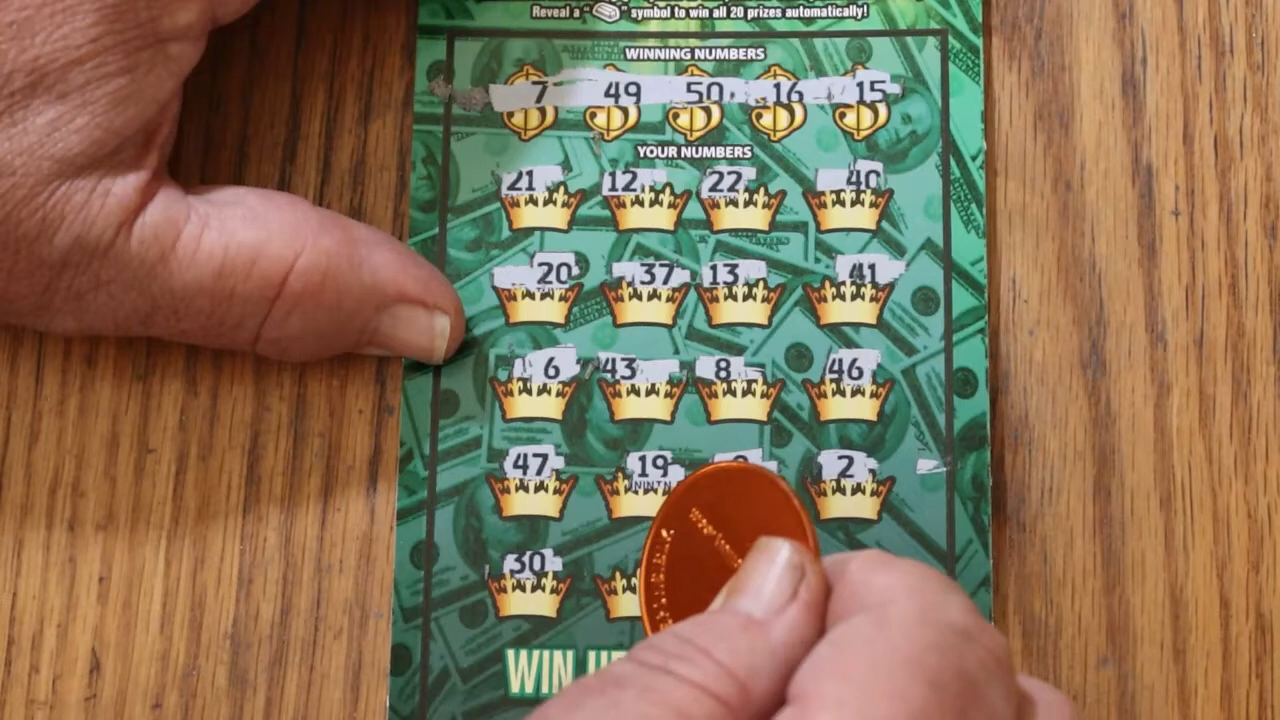 Reveal a " " symbol to win all 20 prizes automatically!
WINNING NUMBERS
7 49 50 16 15
YOUR NUMBERS
21 12 22 40
20 37 13 41
6 43 8 46
47 19 2
30
WIN